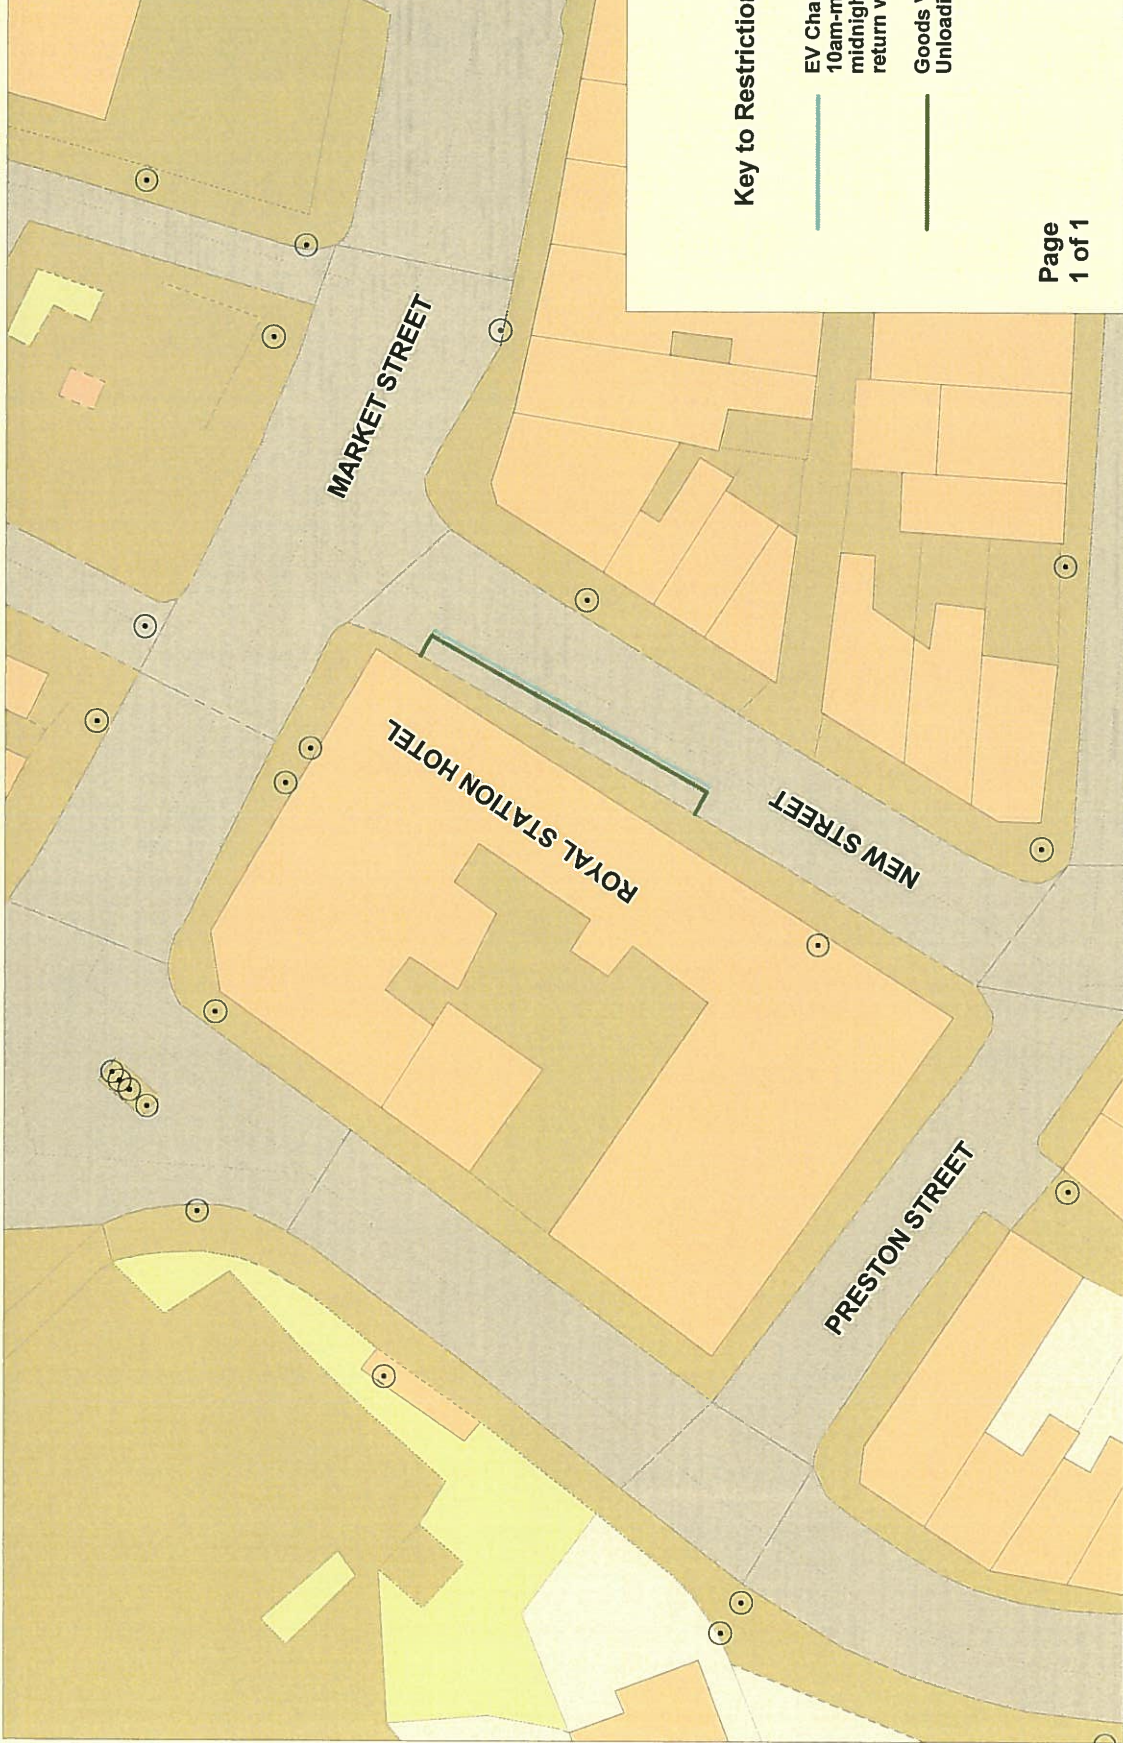 MARKET STREET
ROYAL STATION HOTEL
NEW STREET
PRESTON STREET
Key to Restriction
EV Cha
10am-m
midnigh
return
Goods
Unloadi
Page
1 of 1